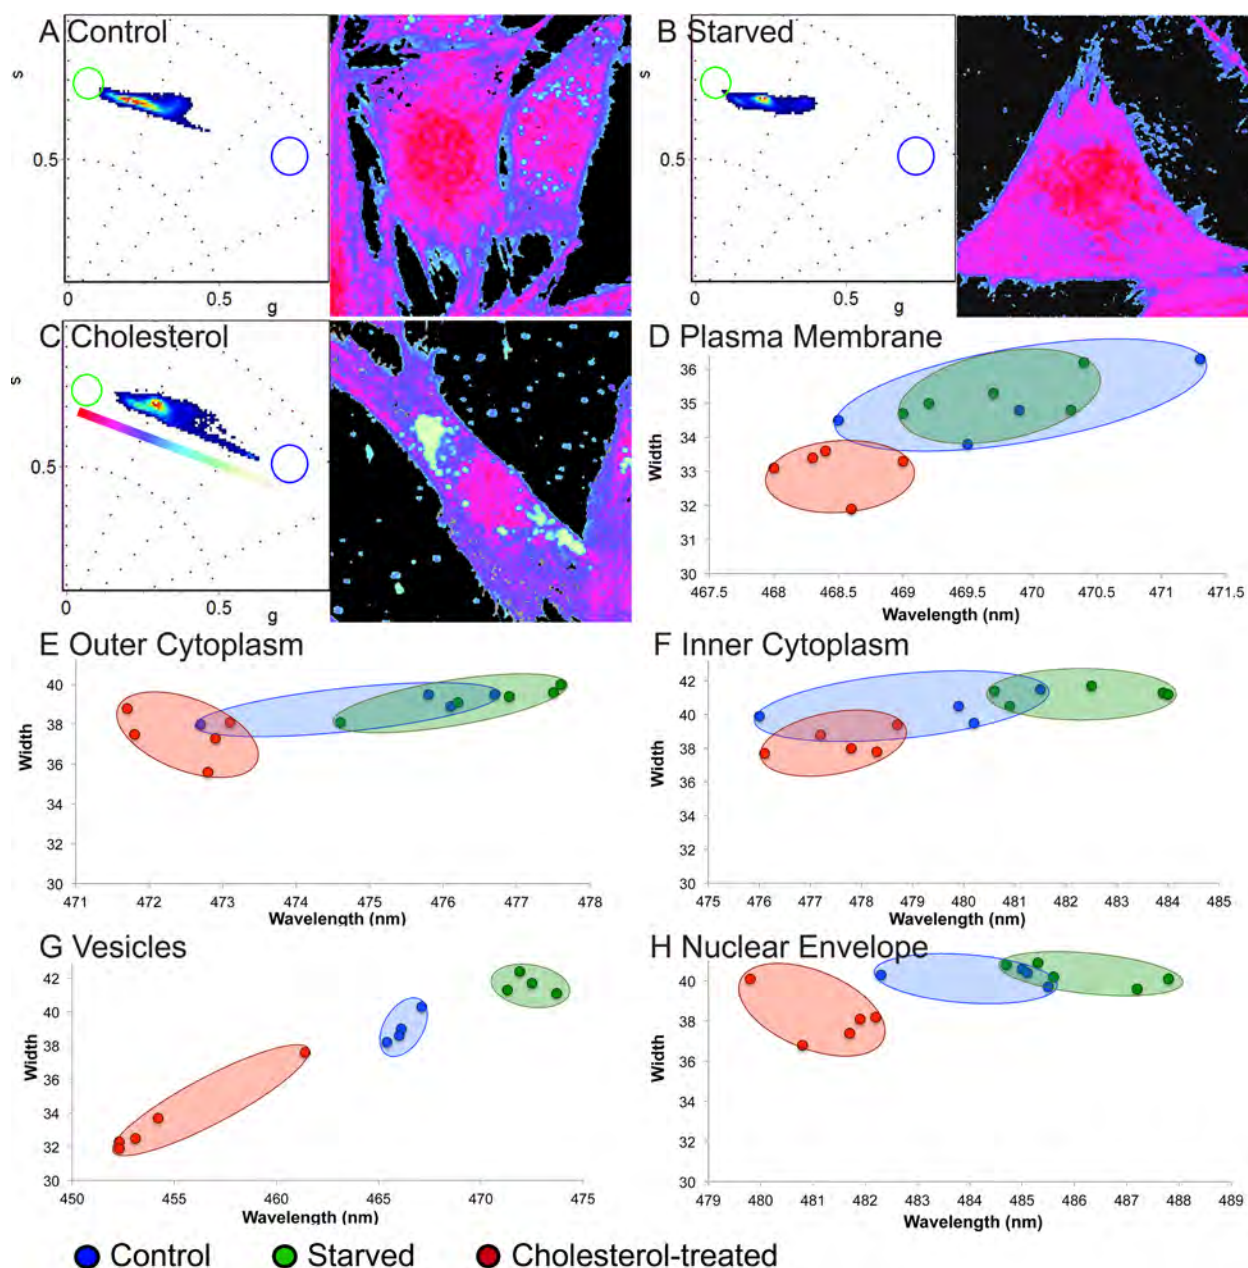 A Control
s
0.5
0
0.5
g
B Starved
s
0.5
0
0.5
g
C Cholesterol
s
0.5
0
0.5
g
D Plasma Membrane
Width
36
35
34
33
32
31
30
467.5 468 468.5 469 469.5 470 470.5 471 471.5
Wavelength (nm)
E Outer Cytoplasm
Width
40
38
36
34
32
30
471 472 473 474 475 476 477 478
Wavelength (nm)
F Inner Cytoplasm
Width
42
40
38
36
34
32
30
475 476 477 478 479 480 481 482 483 484 485
Wavelength (nm)
G Vesicles
Width
42
40
38
36
34
32
30
450 455 460 465 470 475
Wavelength (nm)
H Nuclear Envelope
Width
40
38
36
34
32
30
479 480 481 482 483 484 485 486 487 488 489
Wavelength (nm)
Control Starved Cholesterol-treated